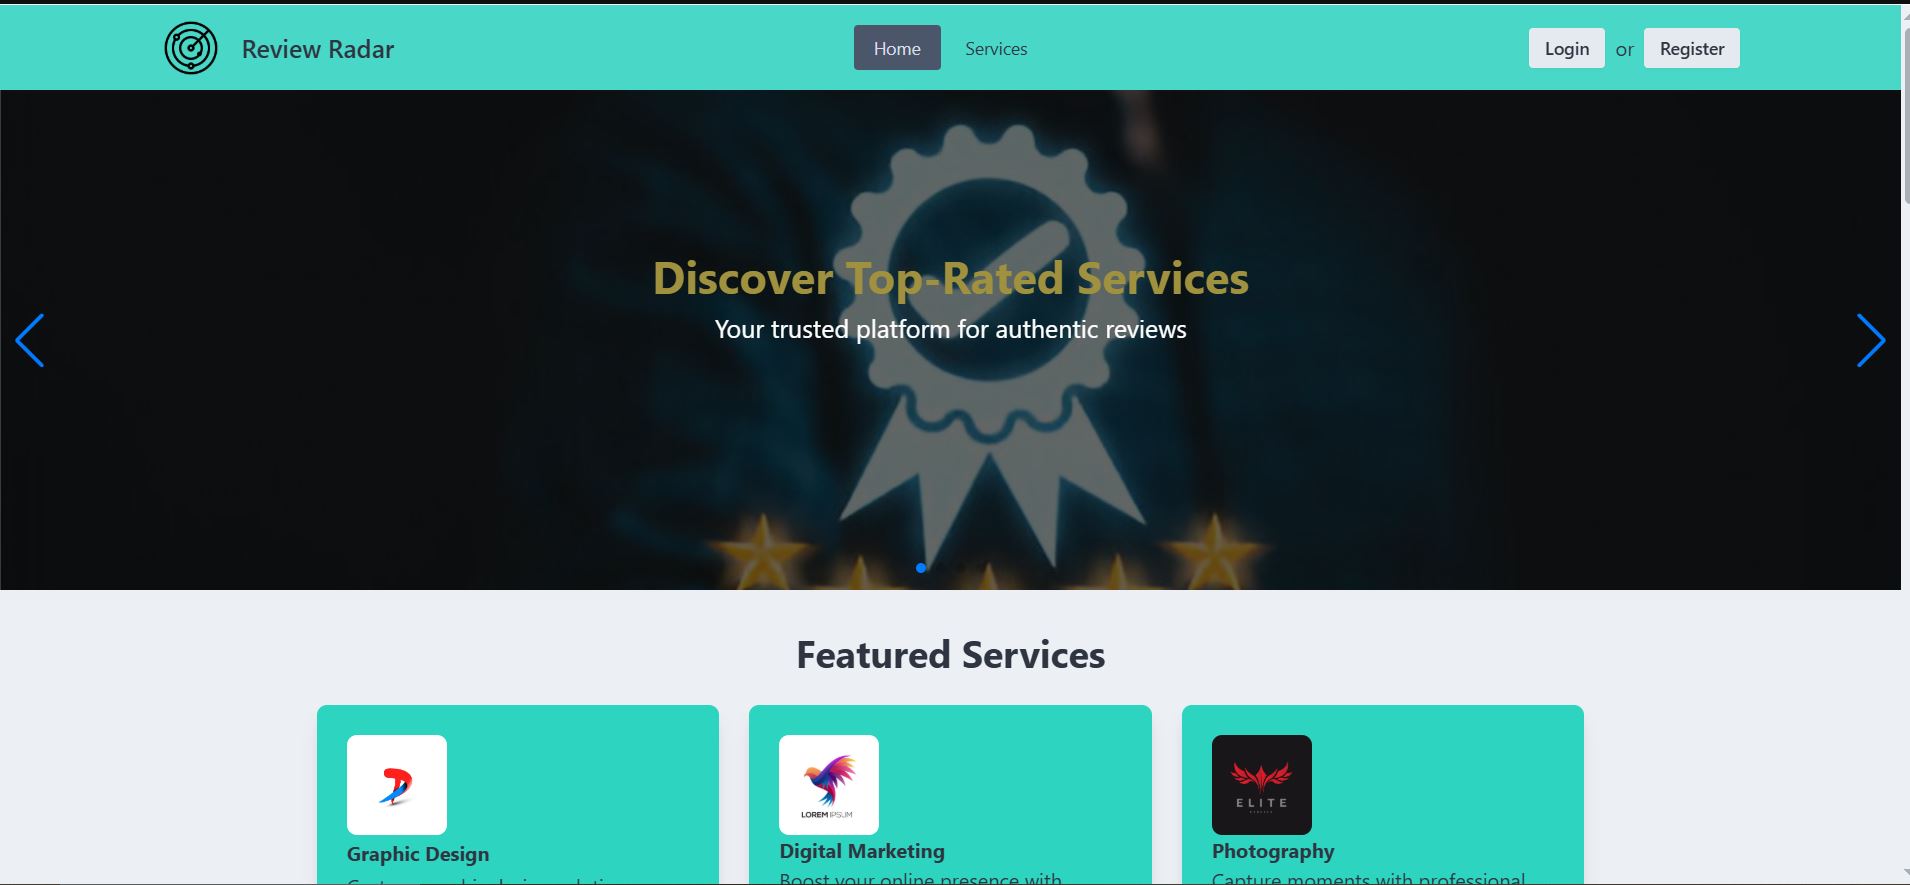 Review Radar
Home
Services
Login or Register
Discover Top-Rated Services
Your trusted platform for authentic reviews
Featured Services
LOREM IPSUM
ELITE
Graphic Design
Digital Marketing
Photography
Boost your online presence with
Capture moments with professional